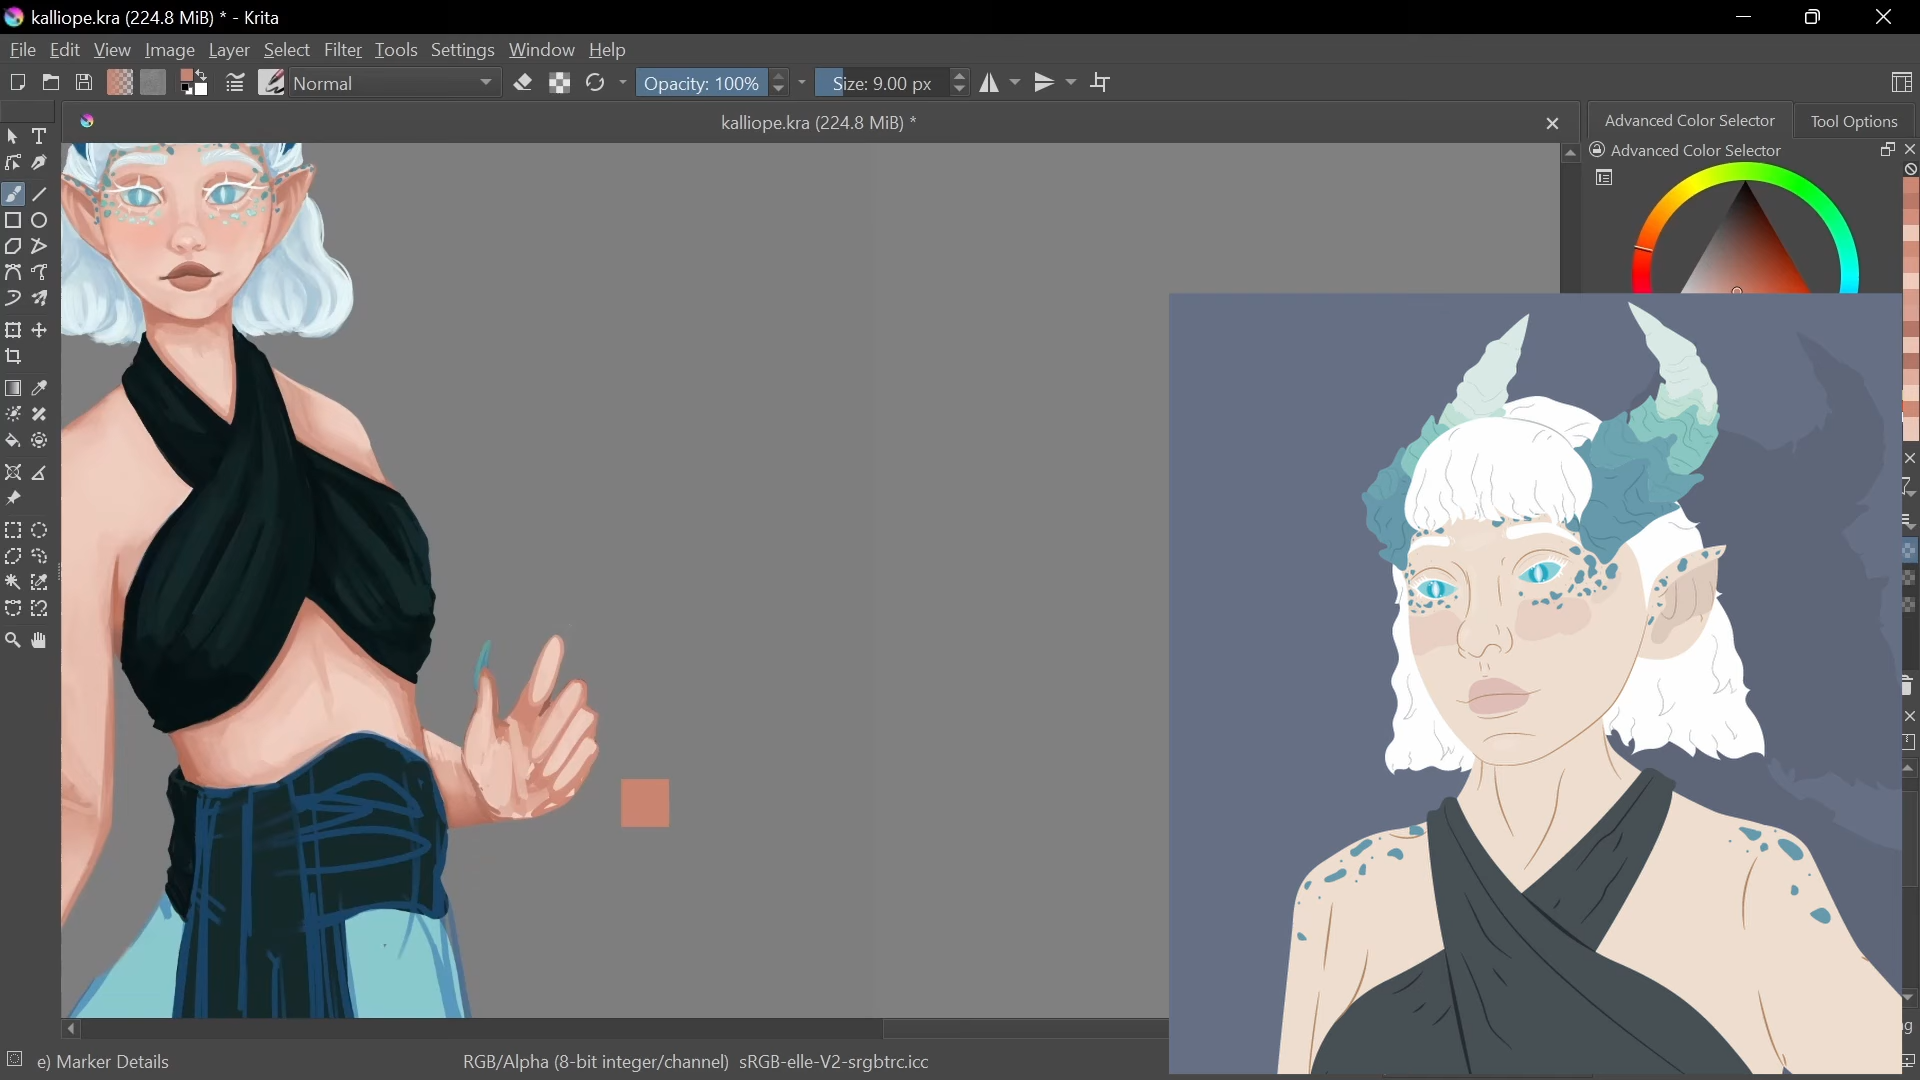 kalliope.kra (224.8 MiB) * - Krita
File Edit View Image Layer Select Filter Tools Settings Window Help
Normal Opacity: 100% Size: 9.00 px
kalliope.kra (224.8 MiB) *
Advanced Color Selector Tool Options
Advanced Color Selector
e) Marker Details RGB/Alpha (8-bit integer/channel) sRGB-elle-V2-srgbtrc.icc